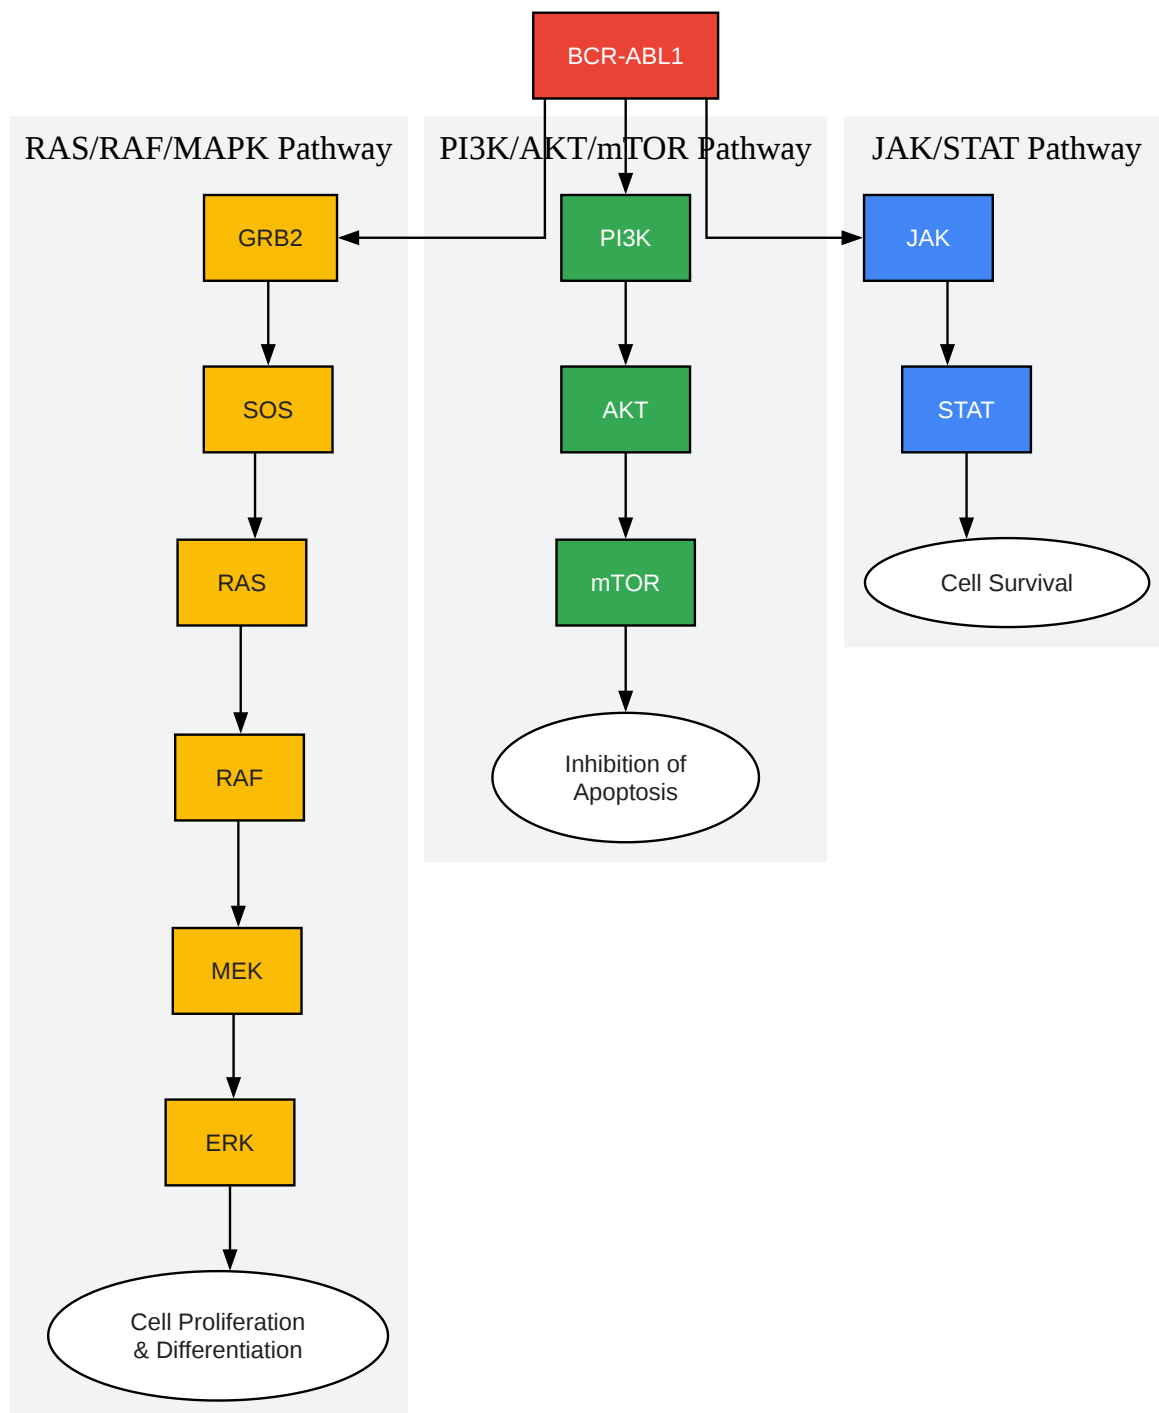 BCR-ABL1
RAS/RAF/MAPK Pathway
PI3K/AKT/mTOR Pathway
JAK/STAT Pathway
GRB2
PI3K
JAK
SOS
AKT
STAT
RAS
mTOR
Cell Survival
RAF
Inhibition of
Apoptosis
MEK
ERK
Cell Proliferation
& Differentiation